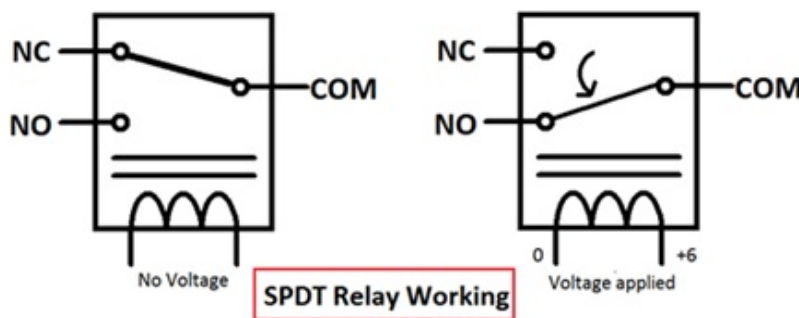 NC
COM
NO
No Voltage
NC
COM
NO
0
+6
Voltage applied
SPDT Relay Working